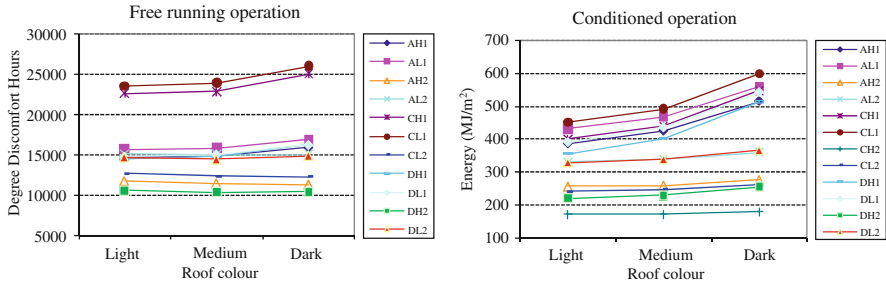 Free running operation
Degree Discomfort Hours
30000
25000
20000
15000
10000
5000
Light
Medium
Dark
Roof colour
AH1
AL1
AH2
AL2
CH1
CL1
CL2
DH1
DL1
DH2
DL2
Conditioned operation
Energy (MJ/m²)
700
600
500
400
300
200
100
Light
Medium
Dark
Roof colour
AH1
AL1
AH2
AL2
CH1
CL1
CH2
CL2
DH1
DL1
DH2
DL2